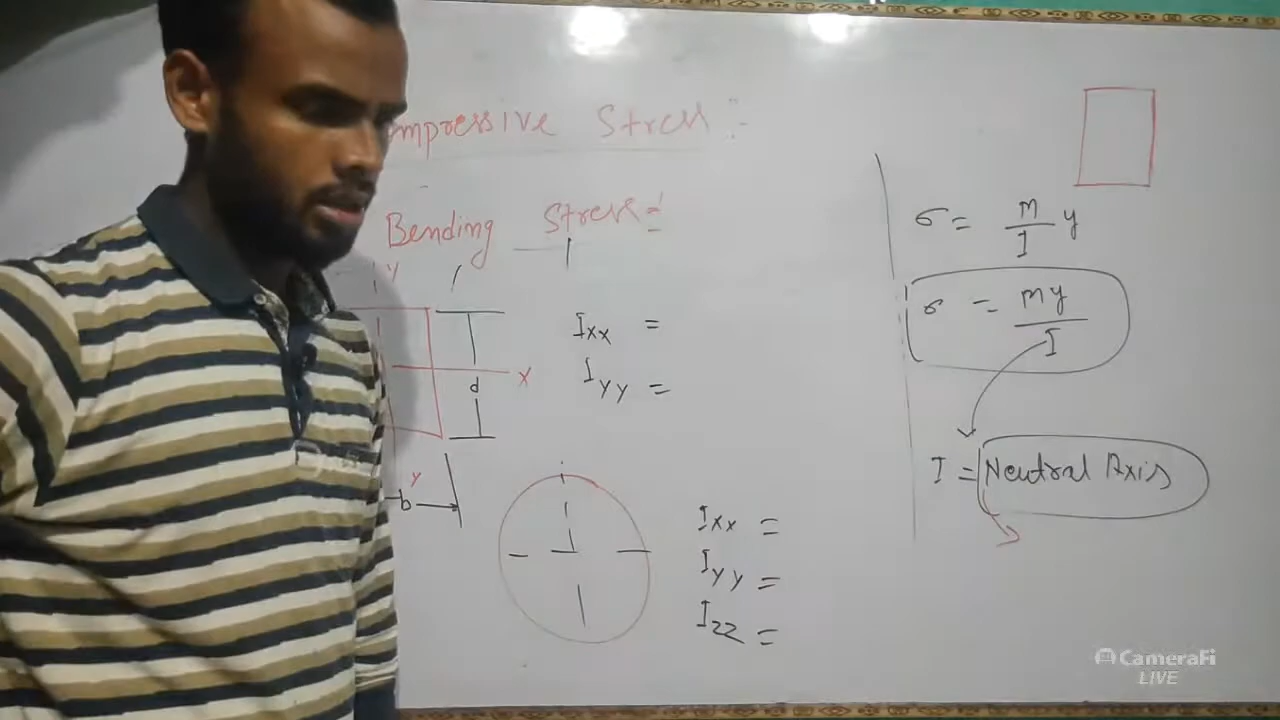 mpressive Stress :-
Bending Stress =
y
Ixx =
x
Iyy =
d
y
b
Ixx =
Iyy =
Izz =
σ = M/I y
σ = My/I
I = Neutral Axis
CameraFi
LIVE